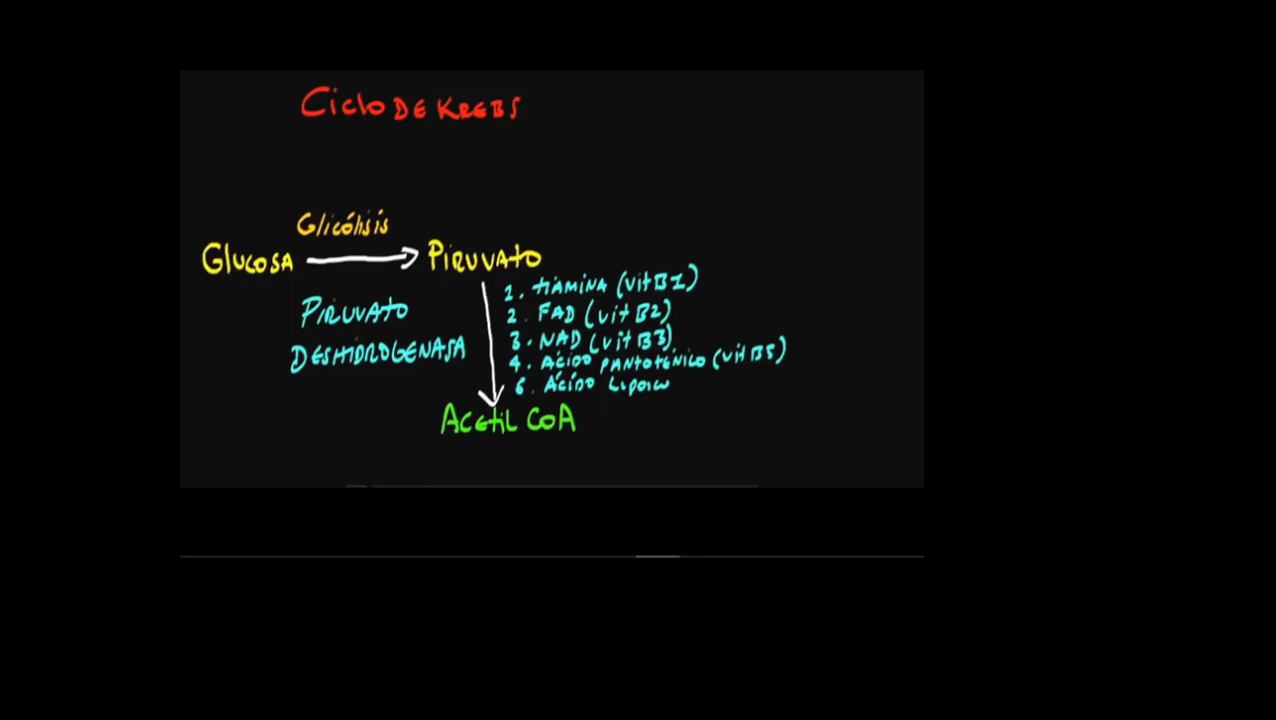 Ciclo DE KREBS
Glicólisis
GLUCOSA
PIRUVATO
PIRUVATO
DESHIDROGENASA
1. tiAMiNA (vit B1)
2. FAD (vit B2)
3. NAD (vit B3)
4. Ácido PANtoténico (vit B5)
6. Ácido Lipoico
ACEtiL COA